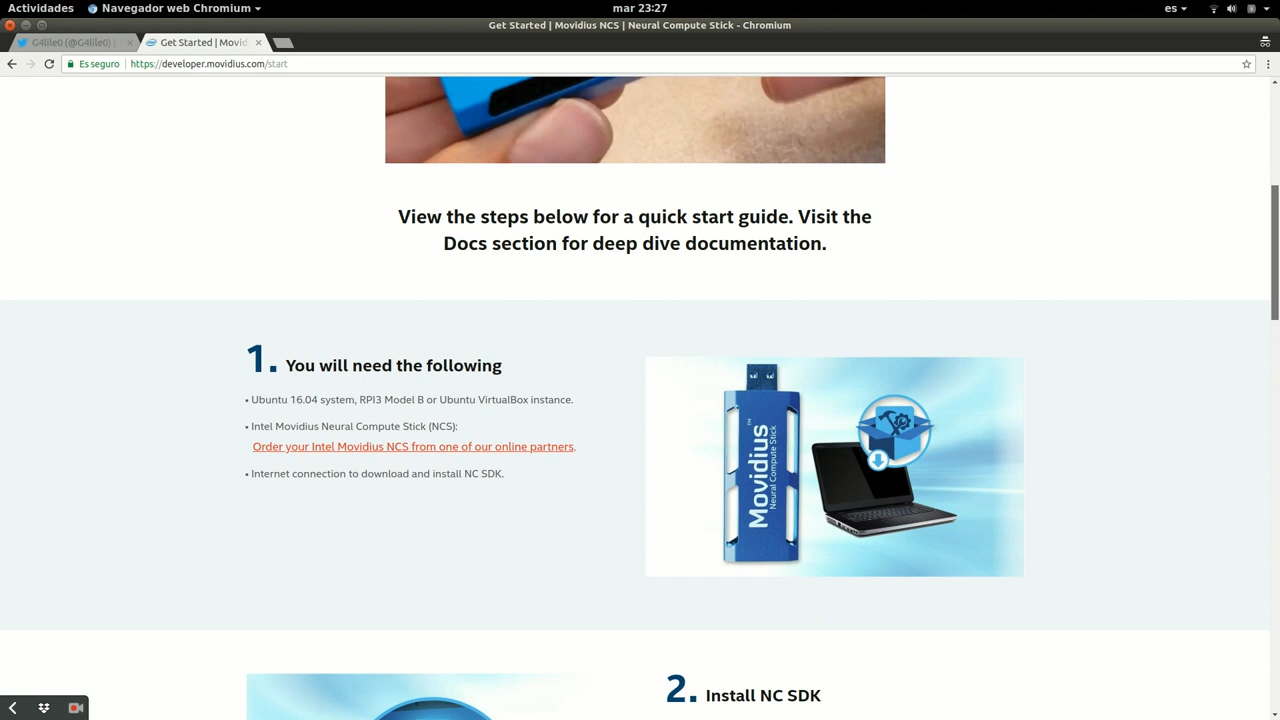 Actividades Navegador web Chromium mar 23:27 es
Get Started | Movidius NCS | Neural Compute Stick - Chromium
G4lile0 (@G4lile0) | Get Started | Movid
Es seguro https://developer.movidius.com/start
View the steps below for a quick start guide. Visit the
Docs section for deep dive documentation.
1. You will need the following
• Ubuntu 16.04 system, RPI3 Model B or Ubuntu VirtualBox instance.
• Intel Movidius Neural Compute Stick (NCS):
Order your Intel Movidius NCS from one of our online partners.
• Internet connection to download and install NC SDK.
Movidius™
Neural Compute Stick
2. Install NC SDK